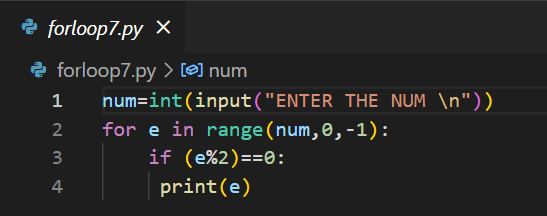 forloop7.py ×
forloop7.py > num
1 num=int(input("ENTER THE NUM \n"))
2 for e in range(num,0,-1):
3     if (e%2)==0:
4      print(e)